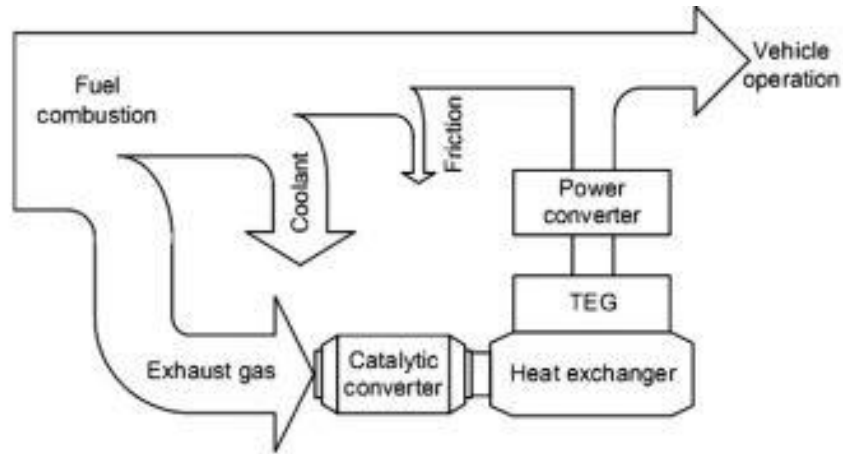 Vehicle
operation
Fuel
combustion
Coolant
Friction
Power
converter
TEG
Exhaust gas
Catalytic
converter
Heat exchanger